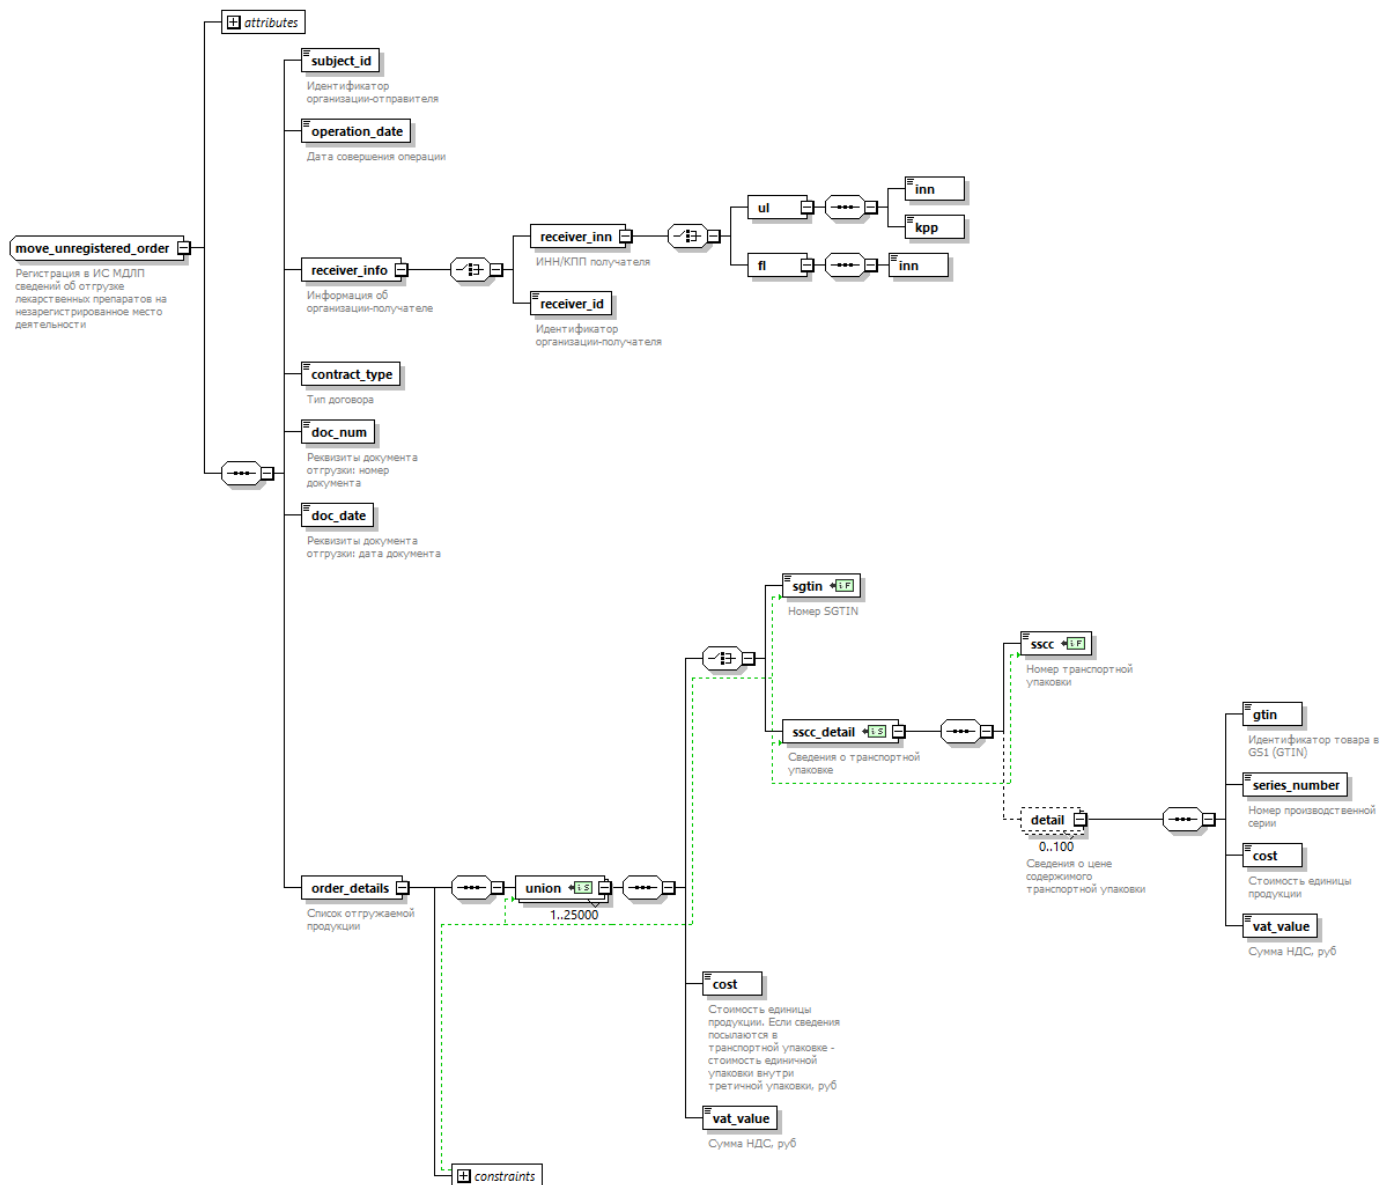 attributes
subject_id
Идентификатор
организации-отправителя
operation_date
Дата совершения операции
move_unregistered_order
Регистрация в ИС МДЛП
сведений об отгрузке
лекарственных препаратов на
незарегистрированное место
деятельности
receiver_info
Информация об
организации-получателе
receiver_inn
ИНН/КПП получателя
ul
inn
kpp
fl
inn
receiver_id
Идентификатор
организации-получателя
contract_type
Тип договора
doc_num
Реквизиты документа
отгрузки: номер
документа
doc_date
Реквизиты документа
отгрузки: дата документа
order_details
Список отгружаемой
продукции
union
1..25000
sgtin
Номер SGTIN
sscc_detail
Сведения о транспортной
упаковке
sscc
Номер транспортной
упаковки
detail
0..100
Сведения о цене
содержимого
транспортной упаковки
gtin
Идентификатор товара в
GS1 (GTIN)
series_number
Номер производственной
серии
cost
Стоимость единицы
продукции
vat_value
Сумма НДС, руб
cost
Стоимость единицы
продукции. Если сведения
посылаются в
транспортной упаковке -
стоимость единичной
упаковки внутри
третичной упаковки, руб
vat_value
Сумма НДС, руб
constraints